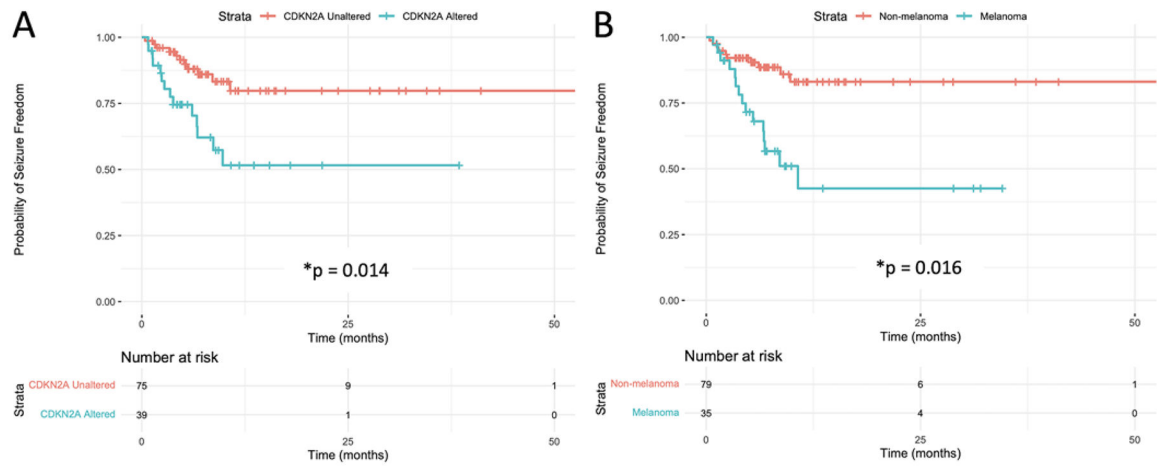 A
Strata CDKN2A Unaltered CDKN2A Altered
1.00
0.75
0.50
0.25
0.00
Probability of Seizure Freedom
*p = 0.014
0 25 50
Time (months)
Number at risk
Strata
CDKN2A Unaltered 75 9 1
CDKN2A Altered 39 1 0
0 25 50
Time (months)
B
Strata Non-melanoma Melanoma
1.00
0.75
0.50
0.25
0.00
Probability of Seizure Freedom
*p = 0.016
0 25 50
Time (months)
Number at risk
Strata
Non-melanoma 79 6 1
Melanoma 35 4 0
0 25 50
Time (months)